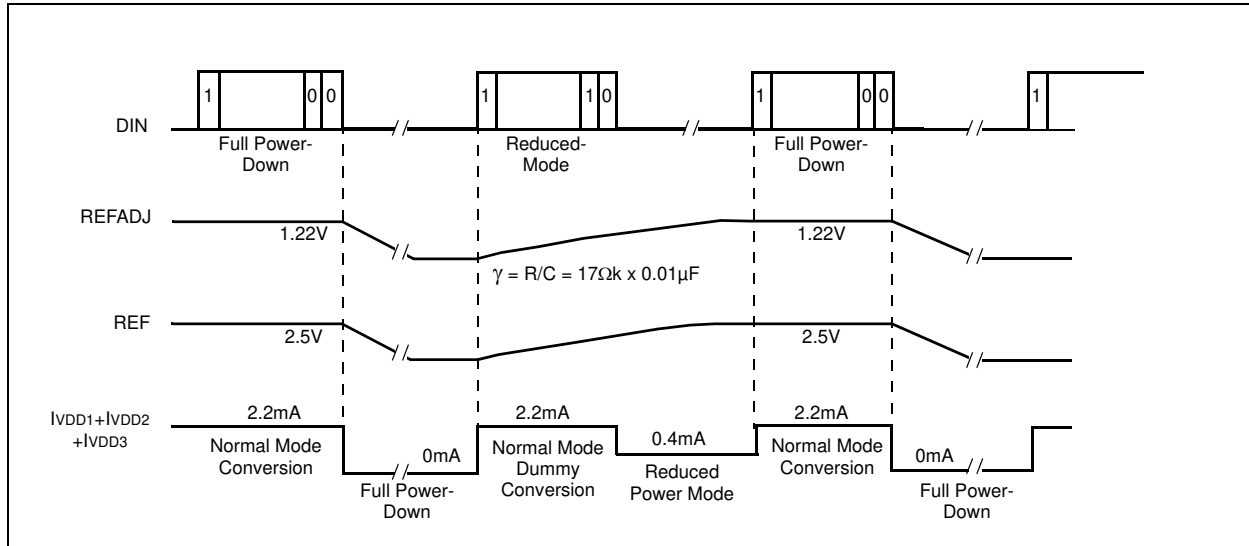 1 0 0 1 1 0 1 0 0 1
DIN
Full Power-
Down
Reduced-
Mode
Full Power-
Down
REFADJ
1.22V
1.22V
γ = R/C = 17Ωk x 0.01µF
REF
2.5V
2.5V
IVDD1+IVDD2
+IVDD3
2.2mA
Normal Mode
Conversion
0mA
Full Power-
Down
2.2mA
Normal Mode
Dummy
Conversion
0.4mA
Reduced
Power Mode
2.2mA
Normal Mode
Conversion
0mA
Full Power-
Down